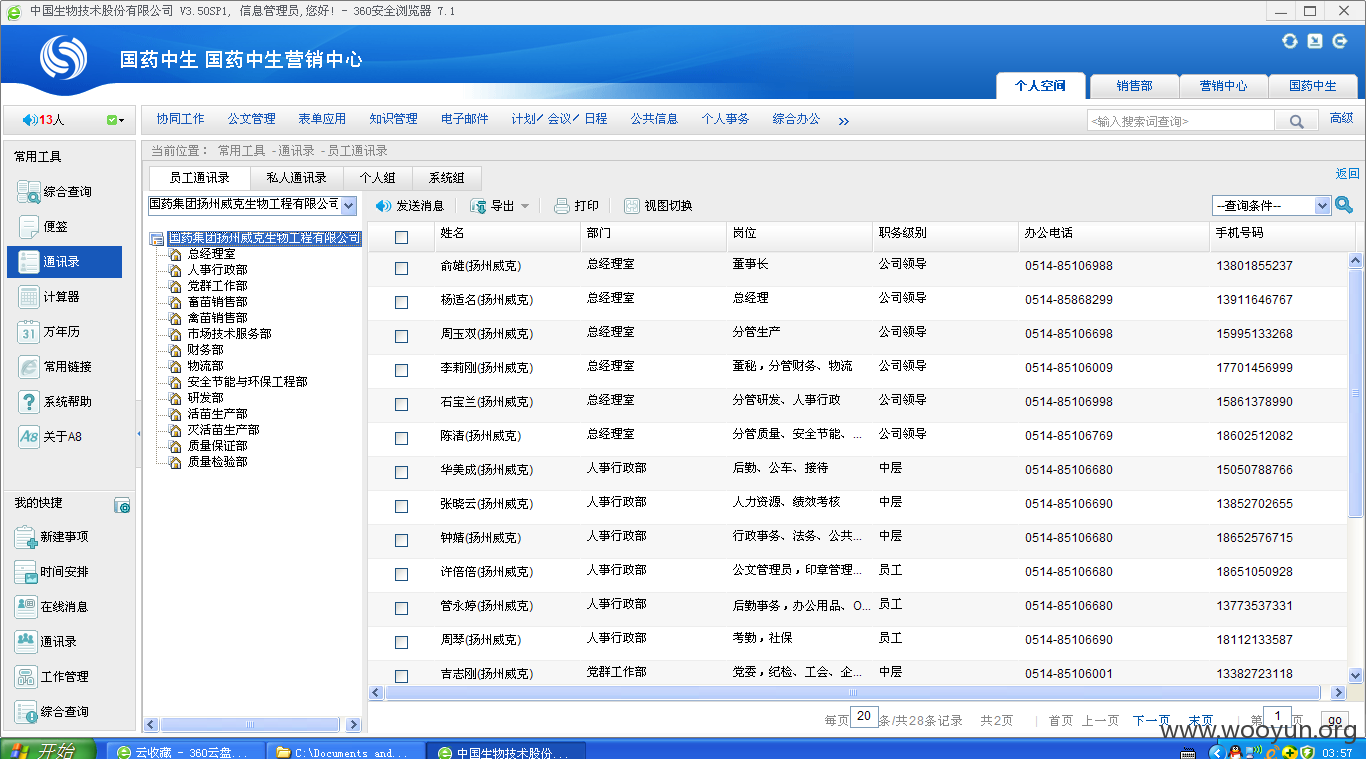 中国生物技术股份有限公司 V3.50SP1, 信息管理员,您好! - 360安全浏览器 7.1
国药中生 国药中生营销中心
个人空间 销售部 营销中心 国药中生
13人
协同工作 公文管理 表单应用 知识管理 电子邮件 计划／会议／日程 公共信息 个人事务 综合办公 »
<输入搜索词查询> 高级
常用工具
综合查询
便签
通讯录
计算器
31 万年历
常用链接
系统帮助
A8 关于A8
我的快捷
新建事项
时间安排
在线消息
通讯录
工作管理
综合查询
当前位置： 常用工具 - 通讯录 - 员工通讯录
员工通讯录 私人通讯录 个人组 系统组 返回
国药集团扬州威克生物工程有限公司
发送消息 导出 打印 视图切换 --查询条件--
国药集团扬州威克生物工程有限公司
总经理室
人事行政部
党群工作部
畜苗销售部
禽苗销售部
市场技术服务部
财务部
物流部
安全节能与环保工程部
研发部
活苗生产部
灭活苗生产部
质量保证部
质量检验部
姓名 部门 岗位 职务级别 办公电话 手机号码
俞雄(扬州威克) 总经理室 董事长 公司领导 0514-85106988 13801855237
杨适名(扬州威克) 总经理室 总经理 公司领导 0514-85868299 13911646767
周玉双(扬州威克) 总经理室 分管生产 公司领导 0514-85106698 15995133268
李莉刚(扬州威克) 总经理室 董秘，分管财务、物流 公司领导 0514-85106009 17701456999
石宝兰(扬州威克) 总经理室 分管研发、人事行政 公司领导 0514-85106998 15861378990
陈清(扬州威克) 总经理室 分管质量、安全节能、... 公司领导 0514-85106769 18602512082
华美成(扬州威克) 人事行政部 后勤、公车、接待 中层 0514-85106680 15050788766
张晓云(扬州威克) 人事行政部 人力资源、绩效考核 中层 0514-85106690 13852702655
钟婧(扬州威克) 人事行政部 行政事务、法务、公共... 中层 0514-85106680 18652576715
许倍倍(扬州威克) 人事行政部 公文管理员，印章管理... 员工 0514-85106680 18651050928
管永婷(扬州威克) 人事行政部 后勤事务，办公用品、O... 员工 0514-85106680 13773537331
周琴(扬州威克) 人事行政部 考勤，社保 员工 0514-85106690 18112133587
吉志刚(扬州威克) 党群工作部 党委，纪检、工会、企... 中层 0514-85106001 13382723118
每页 20 条/共28条记录 共2页 | 首页 上一页 下一页 末页 | 第 1 页 go
www.wooyun.org
开始 云收藏 - 360云盘... C:\Documents and... 中国生物技术股份... 03:57